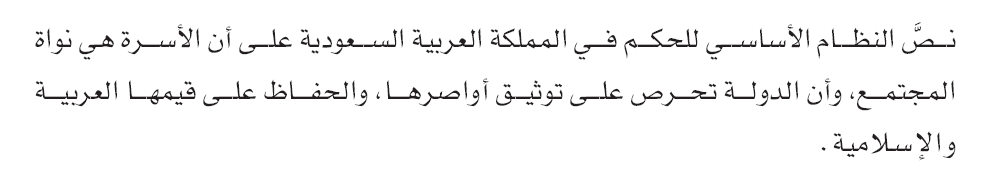 نصَّ النظام الأساسي للحكم في المملكة العربية السعودية على أن الأسرة هي نواة
المجتمع، وأن الدولة تحرص على توثيق أواصرها، والحفاظ على قيمها العربية
والإسلامية.